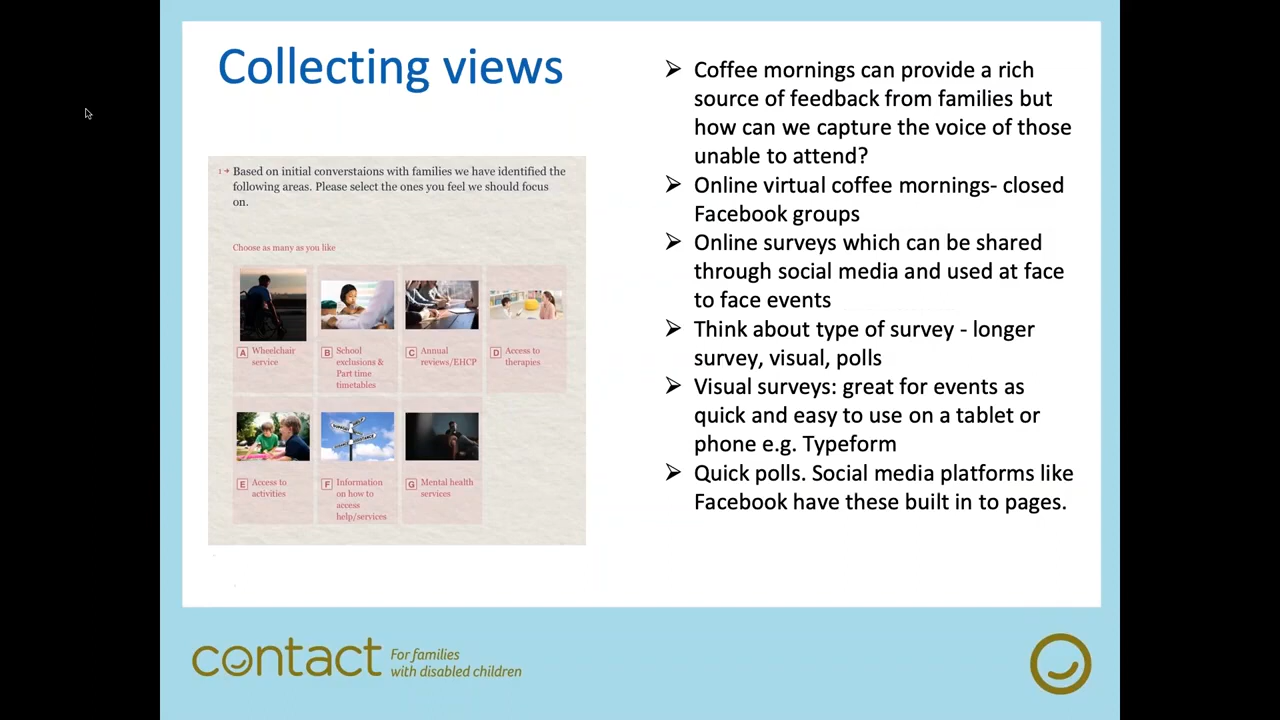 Collecting views
1→ Based on initial converstaions with families we have identified the
following areas. Please select the ones you feel we should focus
on.
Choose as many as you like
A Wheelchair
service
B School
exclusions &
Part time
timetables
C Annual
reviews/EHCP
D Access to
therapies
E Access to
activities
F Information
on how to
access
help/services
G Mental health
services
➢ Coffee mornings can provide a rich
source of feedback from families but
how can we capture the voice of those
unable to attend?
➢ Online virtual coffee mornings- closed
Facebook groups
➢ Online surveys which can be shared
through social media and used at face
to face events
➢ Think about type of survey - longer
survey, visual, polls
➢ Visual surveys: great for events as
quick and easy to use on a tablet or
phone e.g. Typeform
➢ Quick polls. Social media platforms like
Facebook have these built in to pages.
contact
For families
with disabled children